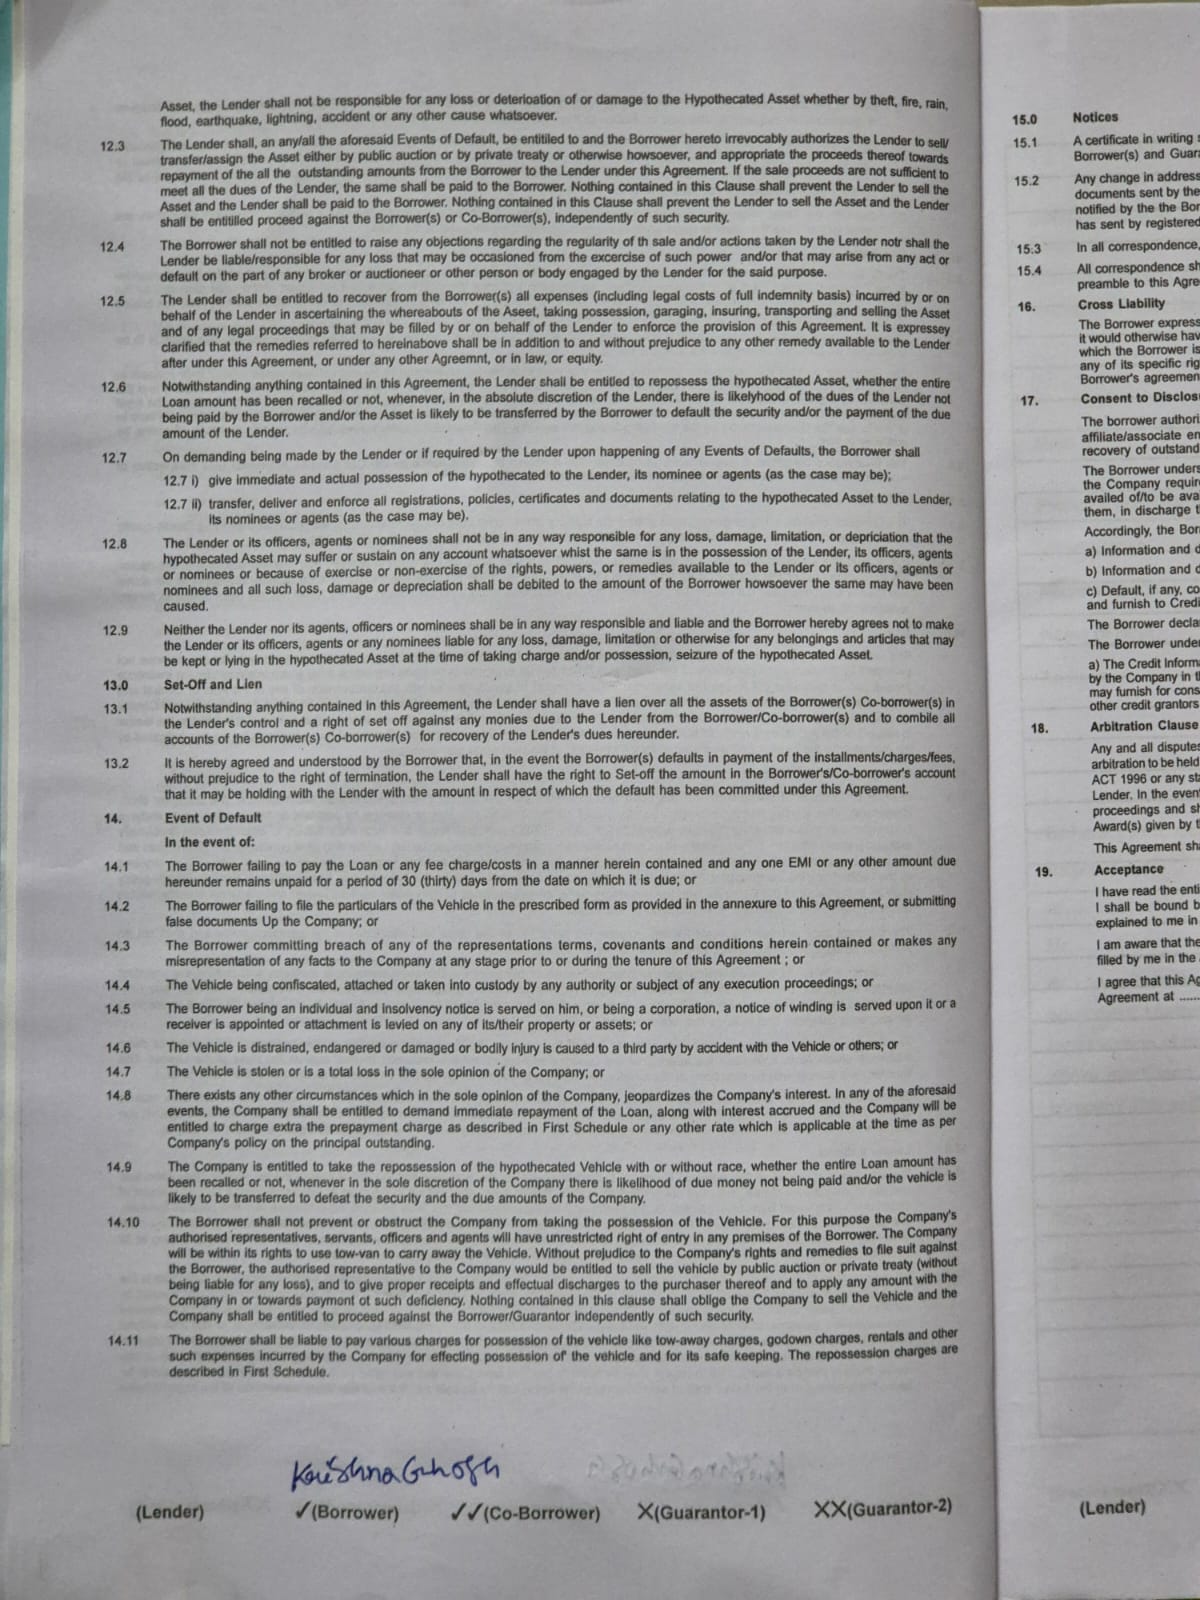 Asset, the Lender shall not be responsible for any loss or deterioation of or damage to the Hypothecated Asset whether by theft, fire, rain,
flood, earthquake, lightning, accident or any other cause whatsoever.
12.3 The Lender shall, an any/all the aforesaid Events of Default, be entitiled to and the Borrower hereto irrevocably authorizes the Lender to sell/
transfer/assign the Asset either by public auction or by private treaty or otherwise howsoever, and appropriate the proceeds thereof towards
repayment of the all the outstanding amounts from the Borrower to the Lender under this Agreement. If the sale proceeds are not sufficient to
meet all the dues of the Lender, the same shall be paid to the Borrower. Nothing contained in this Clause shall prevent the Lender to sell the
Asset and the Lender shall be paid to the Borrower. Nothing contained in this Clause shall prevent the Lender to sell the Asset and the Lender
shall be entitilled proceed against the Borrower(s) or Co-Borrower(s), independently of such security.
12.4 The Borrower shall not be entitled to raise any objections regarding the regularity of th sale and/or actions taken by the Lender notr shall the
Lender be liable/responsible for any loss that may be occasioned from the excercise of such power and/or that may arise from any act or
default on the part of any broker or auctioneer or other person or body engaged by the Lender for the said purpose.
12.5 The Lender shall be entitled to recover from the Borrower(s) all expenses (including legal costs of full indemnity basis) incurred by or on
behalf of the Lender in ascertaining the whereabouts of the Aseet, taking possession, garaging, insuring, transporting and selling the Asset
and of any legal proceedings that may be filled by or on behalf of the Lender to enforce the provision of this Agreement. It is expressey
clarified that the remedies referred to hereinabove shall be in addition to and without prejudice to any other remedy available to the Lender
after under this Agreement, or under any other Agreemnt, or in law, or equity.
12.6 Notwithstanding anything contained in this Agreement, the Lender shall be entitled to repossess the hypothecated Asset, whether the entire
Loan amount has been recalled or not, whenever, in the absolute discretion of the Lender, there is likelyhood of the dues of the Lender not
being paid by the Borrower and/or the Asset is likely to be transferred by the Borrower to default the security and/or the payment of the due
amount of the Lender.
12.7 On demanding being made by the Lender or if required by the Lender upon happening of any Events of Defaults, the Borrower shall
12.7 i) give immediate and actual possession of the hypothecated to the Lender, its nominee or agents (as the case may be);
12.7 ii) transfer, deliver and enforce all registrations, policies, certificates and documents relating to the hypothecated Asset to the Lender,
its nominees or agents (as the case may be).
12.8 The Lender or its officers, agents or nominees shall not be in any way responsible for any loss, damage, limitation, or depriciation that the
hypothecated Asset may suffer or sustain on any account whatsoever whist the same is in the possession of the Lender, its officers, agents
or nominees or because of exercise or non-exercise of the rights, powers, or remedies available to the Lender or its officers, agents or
nominees and all such loss, damage or depreciation shall be debited to the amount of the Borrower howsoever the same may have been
caused.
12.9 Neither the Lender nor its agents, officers or nominees shall be in any way responsible and liable and the Borrower hereby agrees not to make
the Lender or its officers, agents or any nominees liable for any loss, damage, limitation or otherwise for any belongings and articles that may
be kept or lying in the hypothecated Asset at the time of taking charge and/or possession, seizure of the hypothecated Asset.
13.0 Set-Off and Lien
13.1 Notwithstanding anything contained in this Agreement, the Lender shall have a lien over all the assets of the Borrower(s) Co-borrower(s) in
the Lender's control and a right of set off against any monies due to the Lender from the Borrower/Co-borrower(s) and to combile all
accounts of the Borrower(s) Co-borrower(s) for recovery of the Lender's dues hereunder.
13.2 It is hereby agreed and understood by the Borrower that, in the event the Borrower(s) defaults in payment of the installments/charges/fees,
without prejudice to the right of termination, the Lender shall have the right to Set-off the amount in the Borrower's/Co-borrower's account
that it may be holding with the Lender with the amount in respect of which the default has been committed under this Agreement.
14. Event of Default
In the event of:
14.1 The Borrower failing to pay the Loan or any fee charge/costs in a manner herein contained and any one EMI or any other amount due
hereunder remains unpaid for a period of 30 (thirty) days from the date on which it is due; or
14.2 The Borrower failing to file the particulars of the Vehicle in the prescribed form as provided in the annexure to this Agreement, or submitting
false documents Up the Company; or
14.3 The Borrower committing breach of any of the representations terms, covenants and conditions herein contained or makes any
misrepresentation of any facts to the Company at any stage prior to or during the tenure of this Agreement ; or
14.4 The Vehicle being confiscated, attached or taken into custody by any authority or subject of any execution proceedings; or
14.5 The Borrower being an individual and insolvency notice is served on him, or being a corporation, a notice of winding is served upon it or a
receiver is appointed or attachment is levied on any of its/their property or assets; or
14.6 The Vehicle is distrained, endangered or damaged or bodily injury is caused to a third party by accident with the Vehicle or others; or
14.7 The Vehicle is stolen or is a total loss in the sole opinion of the Company; or
14.8 There exists any other circumstances which in the sole opinion of the Company, jeopardizes the Company's interest. In any of the aforesaid
events, the Company shall be entitled to demand immediate repayment of the Loan, along with interest accrued and the Company will be
entitled to charge extra the prepayment charge as described in First Schedule or any other rate which is applicable at the time as per
Company's policy on the principal outstanding.
14.9 The Company is entitled to take the repossession of the hypothecated Vehicle with or without race, whether the entire Loan amount has
been recalled or not, whenever in the sole discretion of the Company there is likelihood of due money not being paid and/or the vehicle is
likely to be transferred to defeat the security and the due amounts of the Company.
14.10 The Borrower shall not prevent or obstruct the Company from taking the possession of the Vehicle. For this purpose the Company's
authorised representatives, servants, officers and agents will have unrestricted right of entry in any premises of the Borrower. The Company
will be within its rights to use tow-van to carry away the Vehicle. Without prejudice to the Company's rights and remedies to file suit against
the Borrower, the authorised representative to the Company would be entitled to sell the vehicle by public auction or private treaty (without
being liable for any loss), and to give proper receipts and effectual discharges to the purchaser thereof and to apply any amount with the
Company in or towards paymont ot such deficiency. Nothing contained in this clause shall oblige the Company to sell the Vehicle and the
Company shall be entitled to proceed against the Borrower/Guarantor independently of such security.
14.11 The Borrower shall be liable to pay various charges for possession of the vehicle like tow-away charges, godown charges, rentals and other
such expenses incurred by the Company for effecting possession of the vehicle and for its safe keeping. The repossession charges are
described in First Schedule.
Krishna Ghosh
(Lender) ✓(Borrower) ✓✓(Co-Borrower) X(Guarantor-1) XX(Guarantor-2)
15.0 Notices
15.1 A certificate in writing
Borrower(s) and Guar
15.2 Any change in address
documents sent by the
notified by the the Bor
has sent by registered
15.3 In all correspondence,
15.4 All correspondence sh
preamble to this Agre
16. Cross Liability
The Borrower express
it would otherwise hav
which the Borrower is
any of its specific rig
Borrower's agreemen
17. Consent to Disclos
The borrower authori
affiliate/associate en
recovery of outstand
The Borrower unders
the Company requir
availed of/to be ava
them, in discharge t
Accordingly, the Bor
a) Information and d
b) Information and d
c) Default, if any, co
and furnish to Credi
The Borrower decla
The Borrower unde
a) The Credit Inform
by the Company in t
may furnish for cons
other credit grantors
18. Arbitration Clause
Any and all disputes
arbitration to be held
ACT 1996 or any sta
Lender. In the event
proceedings and sh
Award(s) given by t
This Agreement sha
19. Acceptance
I have read the enti
I shall be bound b
explained to me in
I am aware that the
filled by me in the
I agree that this Ag
Agreement at ......
(Lender)